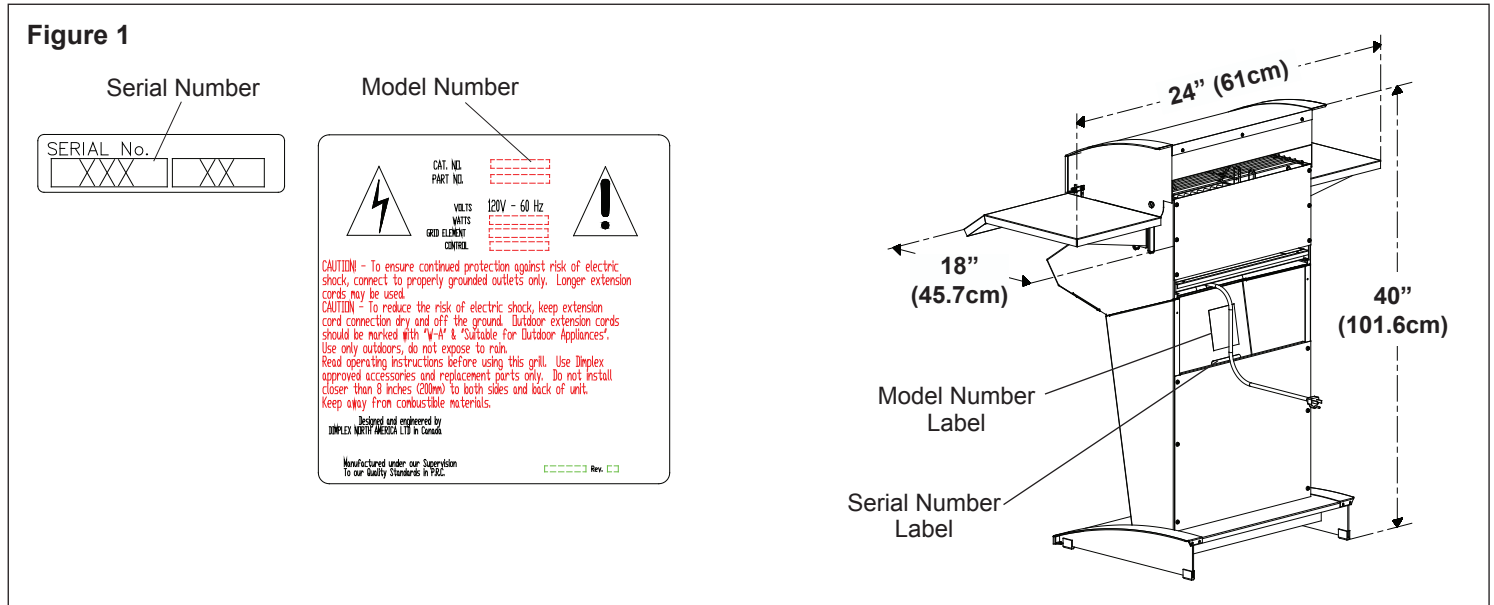 Figure 1
Serial Number
Model Number
SERIAL No.
XXX XX
CAT. NO.
PART NO.
VOLTS 120V - 60 Hz
WATTS
GRID ELEMENT
CONTROL
CAUTION! - To ensure continued protection against risk of electric
shock, connect to properly grounded outlets only. Longer extension
cords may be used.
CAUTION - To reduce the risk of electric shock, keep extension
cord connection dry and off the ground. Outdoor extension cords
should be marked with "W-A" & "Suitable for Outdoor Appliances".
Use only outdoors, do not expose to rain.
Read operating instructions before using this grill. Use Dimplex
approved accessories and replacement parts only. Do not install
closer than 8 inches (200mm) to both sides and back of unit.
Keep away from combustible materials.
Designed and engineered by
DIMPLEX NORTH AMERICA LTD in Canada
Manufactured under our Supervision
To our Quality Standards in P.R.C.
Rev.
24” (61cm)
18”
(45.7cm)
40”
(101.6cm)
Model Number
Label
Serial Number
Label